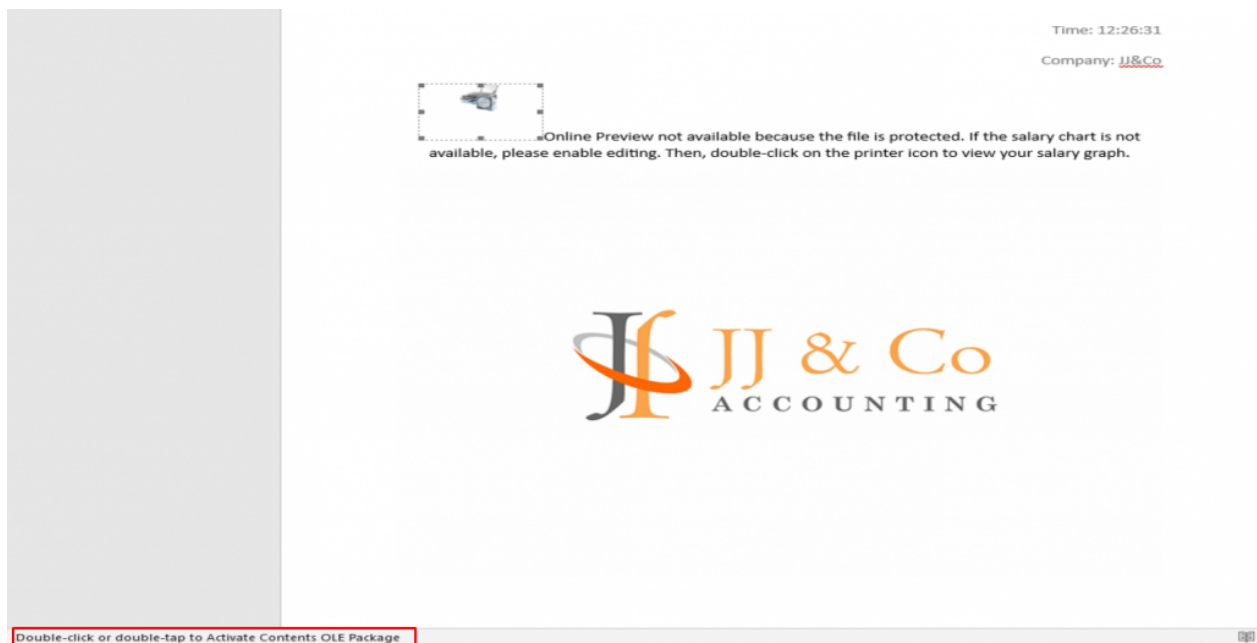 Time: 12:26:31
Company: JJ&Co
Online Preview not available because the file is protected. If the salary chart is not
available, please enable editing. Then, double-click on the printer icon to view your salary graph.
JJ & Co
ACCOUNTING
Double-click or double-tap to Activate Contents OLE Package